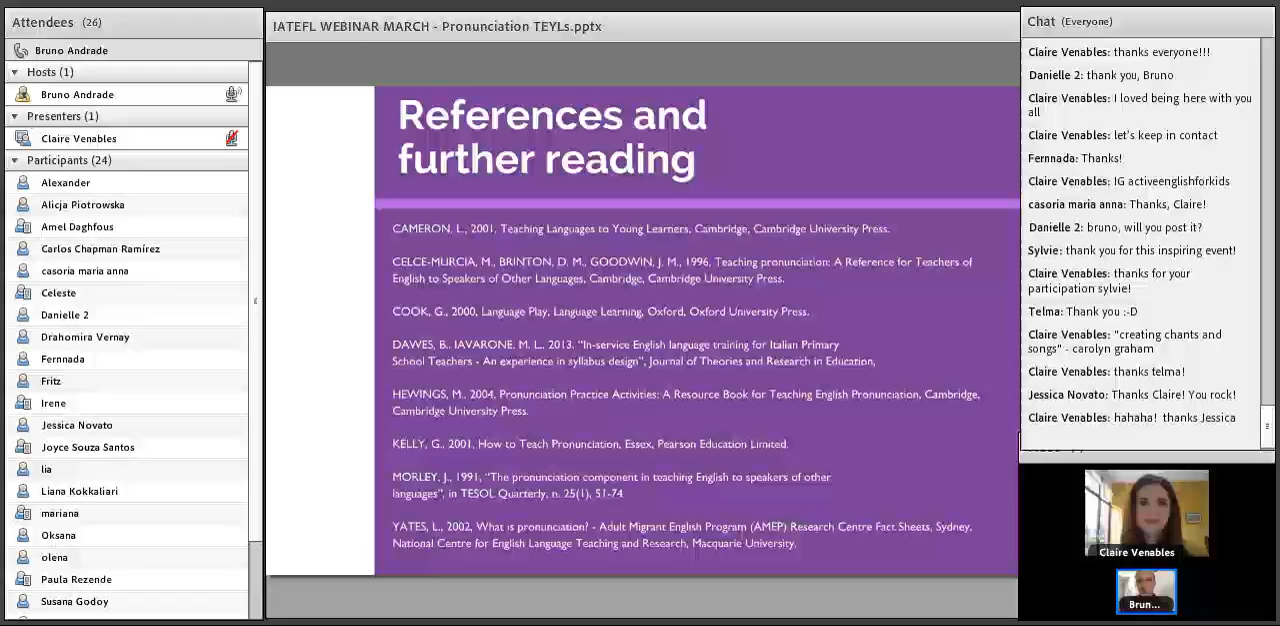 Attendees (26)
Bruno Andrade
Hosts (1)
Bruno Andrade
Presenters (1)
Claire Venables
Participants (24)
Alexander
Alicja Piotrowska
Amel Daghfous
Carlos Chapman Ramírez
casoria maria anna
Celeste
Danielle 2
Drahomira Vernay
Fernnada
Fritz
Irene
Jessica Novato
Joyce Souza Santos
lia
Liana Kokkaliari
mariana
Oksana
olena
Paula Rezende
Susana Godoy
IATEFL WEBINAR MARCH - Pronunciation TEYLs.pptx
References and
further reading
CAMERON, L., 2001, Teaching Languages to Young Learners, Cambridge, Cambridge University Press.
CELCE-MURCIA, M., BRINTON, D. M., GOODWIN, J. M., 1996, Teaching pronunciation: A Reference for Teachers of
English to Speakers of Other Languages, Cambridge, Cambridge University Press.
COOK, G., 2000, Language Play, Language Learning, Oxford, Oxford University Press.
DAWES, B., IAVARONE, M. L., 2013, "In-service English language training for Italian Primary
School Teachers - An experience in syllabus design", Journal of Theories and Research in Education,
HEWINGS, M., 2004, Pronunciation Practice Activities: A Resource Book for Teaching English Pronunciation, Cambridge,
Cambridge University Press.
KELLY, G., 2001, How to Teach Pronunciation, Essex, Pearson Education Limited.
MORLEY, J., 1991, "The pronunciation component in teaching English to speakers of other
languages", in TESOL Quarterly, n. 25(1), 51-74
YATES, L., 2002, What is pronunciation? - Adult Migrant English Program (AMEP) Research Centre Fact Sheets, Sydney,
National Centre for English Language Teaching and Research, Macquarie University.
Chat (Everyone)
Claire Venables: thanks everyone!!!
Danielle 2: thank you, Bruno
Claire Venables: I loved being here with you
all
Claire Venables: let's keep in contact
Fernnada: Thanks!
Claire Venables: IG activeenglishforkids
casoria maria anna: Thanks, Claire!
Danielle 2: bruno, will you post it?
Sylvie: thank you for this inspiring event!
Claire Venables: thanks for your
participation sylvie!
Telma: Thank you :-D
Claire Venables: "creating chants and
songs" - carolyn graham
Claire Venables: thanks telma!
Jessica Novato: Thanks Claire! You rock!
Claire Venables: hahaha! thanks Jessica
Claire Venables
Brun...